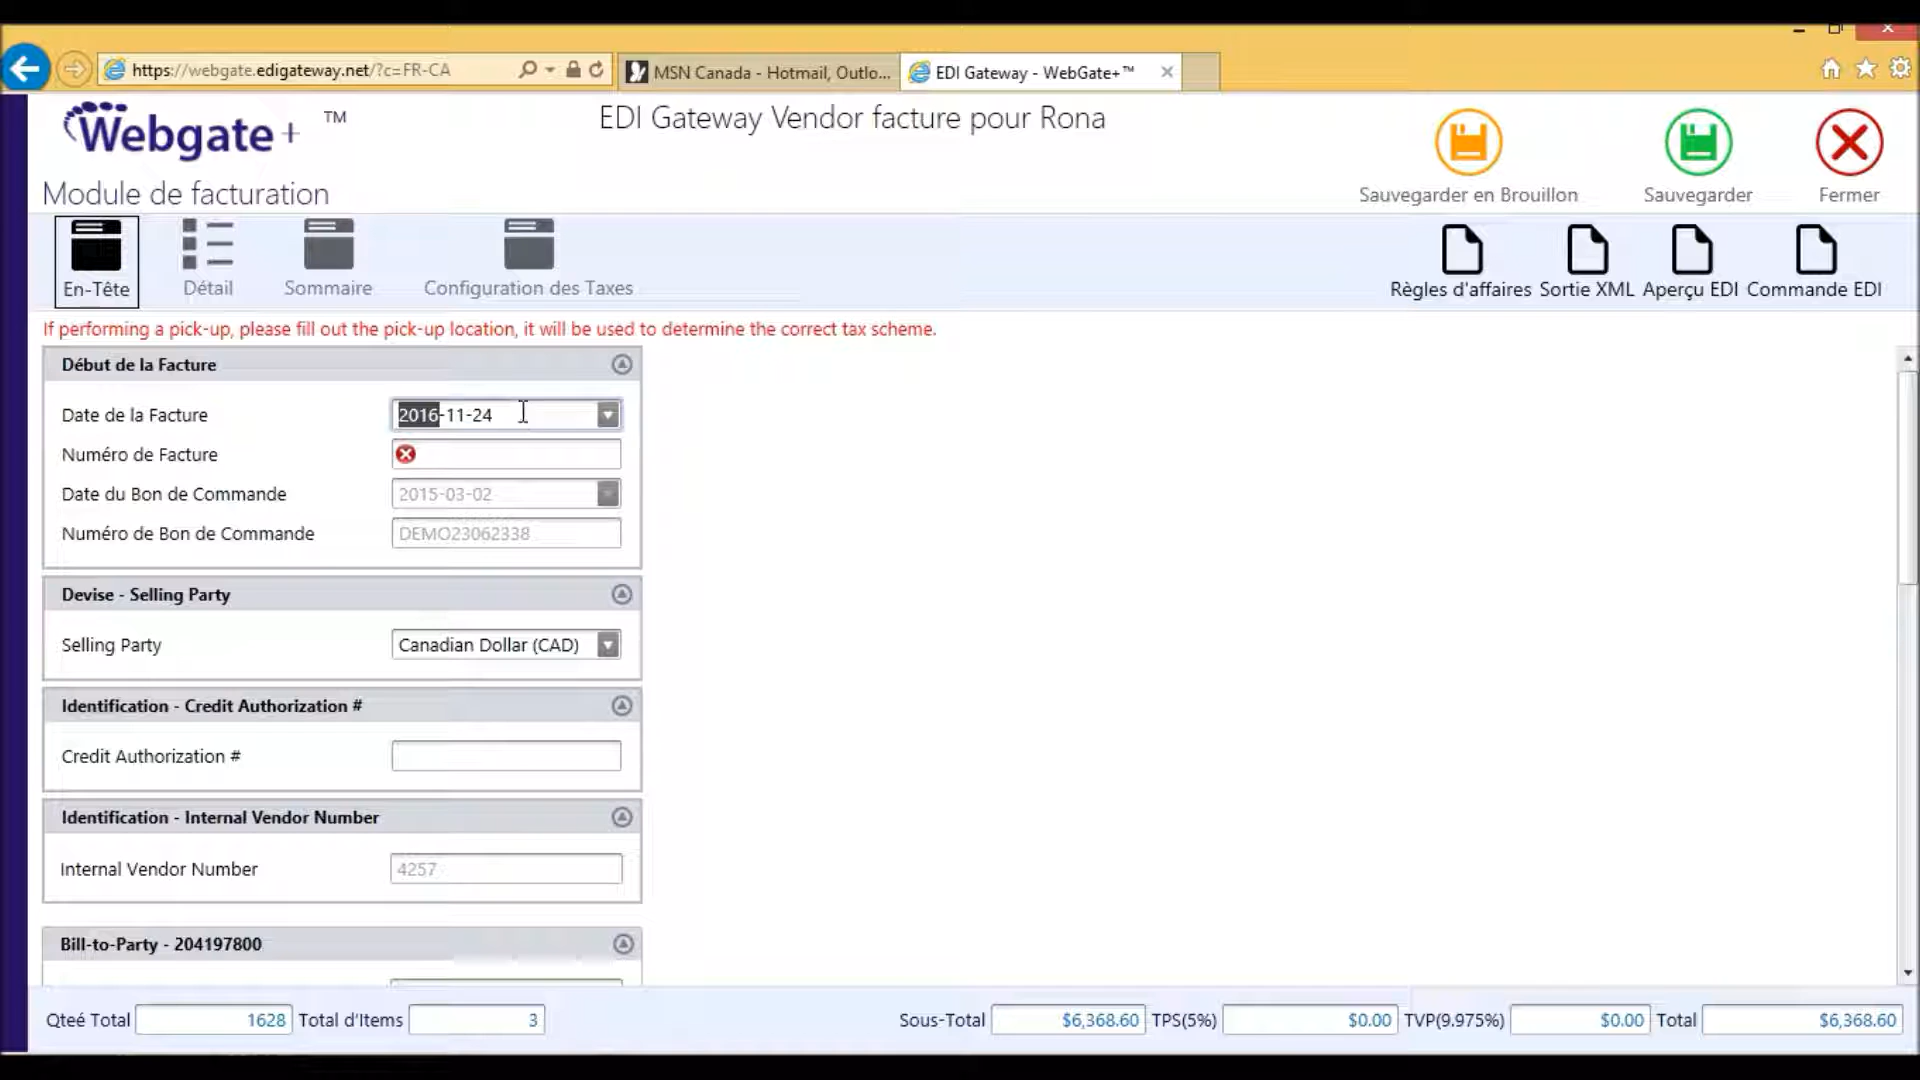 https://webgate.edigateway.net/?c=FR-CA
MSN Canada - Hotmail, Outlo...
EDI Gateway - WebGate+™
Webgate+ TM
EDI Gateway Vendor facture pour Rona
Sauvegarder en Brouillon
Sauvegarder
Fermer
Module de facturation
En-Tête
Détail
Sommaire
Configuration des Taxes
Règles d'affaires
Sortie XML
Aperçu EDI
Commande EDI
If performing a pick-up, please fill out the pick-up location, it will be used to determine the correct tax scheme.
Début de la Facture
Date de la Facture 2016-11-24
Numéro de Facture
Date du Bon de Commande 2015-03-02
Numéro de Bon de Commande DEMO23062338
Devise - Selling Party
Selling Party Canadian Dollar (CAD)
Identification - Credit Authorization #
Credit Authorization #
Identification - Internal Vendor Number
Internal Vendor Number 4257
Bill-to-Party - 204197800
Qteé Total 1628 Total d'Items 3 Sous-Total $6,368.60 TPS(5%) $0.00 TVP(9.975%) $0.00 Total $6,368.60